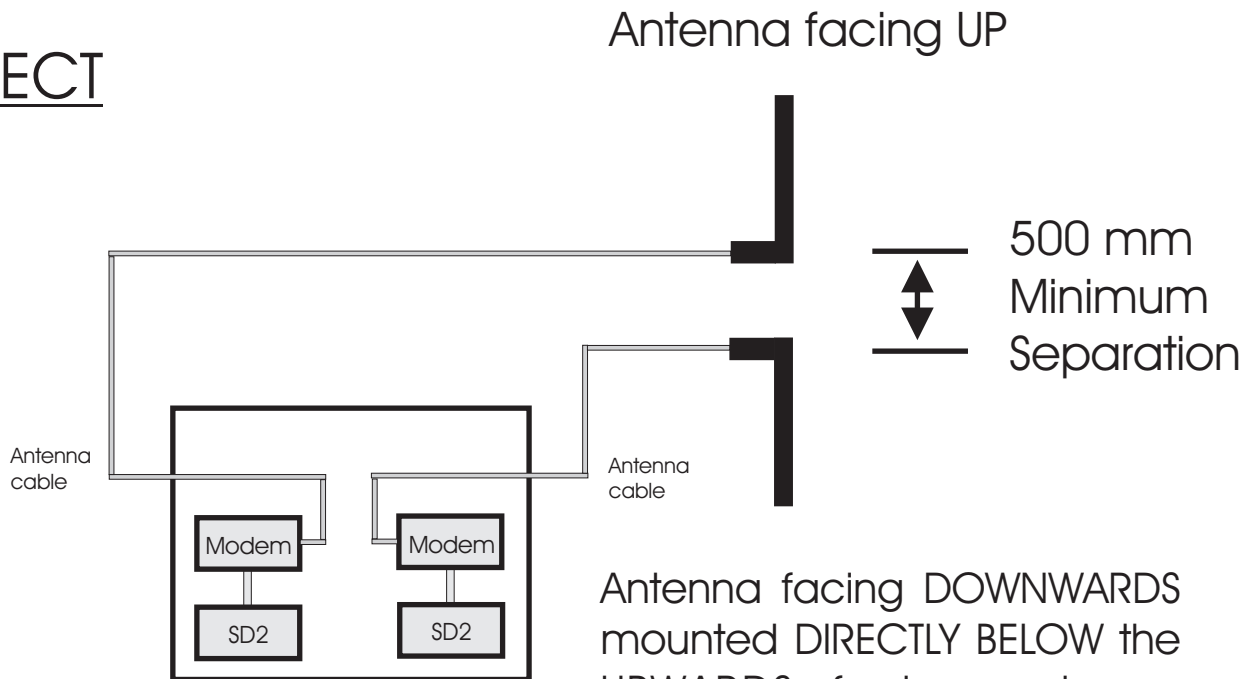 Antenna facing UP
ECT
500 mm
Minimum
Separation
Antenna
cable
Antenna
cable
Modem
Modem
SD2
SD2
Antenna facing DOWNWARDS
mounted DIRECTLY BELOW the